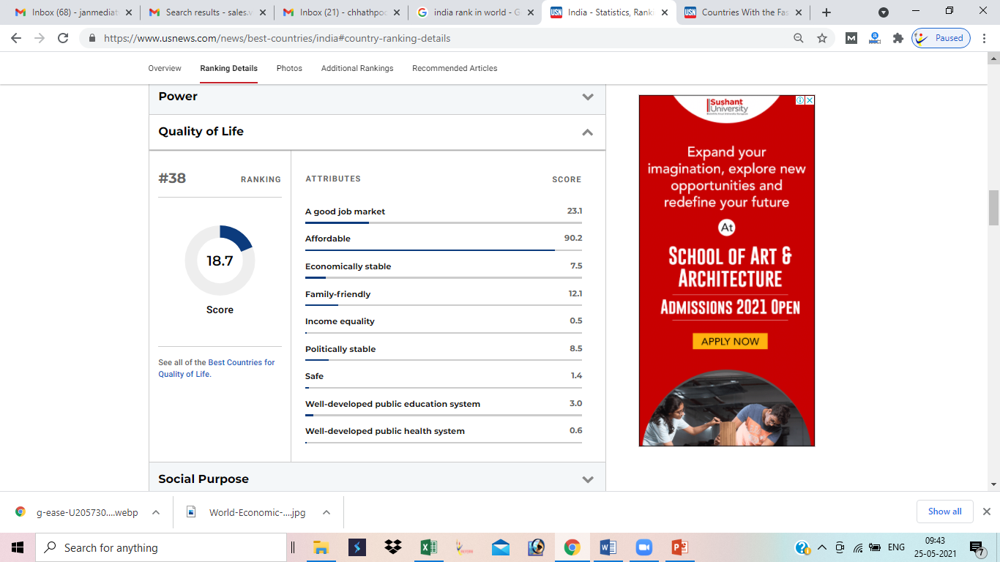 Inbox (68) - janmediat
Search results - sales.v
Inbox (21) - chhathpoo
india rank in world - G
India - Statistics, Rank
Countries With the Fas
https://www.usnews.com/news/best-countries/india#country-ranking-details
Paused
Overview
Ranking Details
Photos
Additional Rankings
Recommended Articles
Power
Quality of Life
#38 RANKING
18.7
Score
See all of the Best Countries for
Quality of Life.
ATTRIBUTES SCORE
A good job market 23.1
Affordable 90.2
Economically stable 7.5
Family-friendly 12.1
Income equality 0.5
Politically stable 8.5
Safe 1.4
Well-developed public education system 3.0
Well-developed public health system 0.6
Social Purpose
Sushant
University
Expand your
imagination, explore new
opportunities and
redefine your future
At
SCHOOL OF ART &
ARCHITECTURE
ADMISSIONS 2021 OPEN
APPLY NOW
g-ease-U205730....webp
World-Economic-....jpg
Show all
Search for anything
ENG
09:43
25-05-2021
7